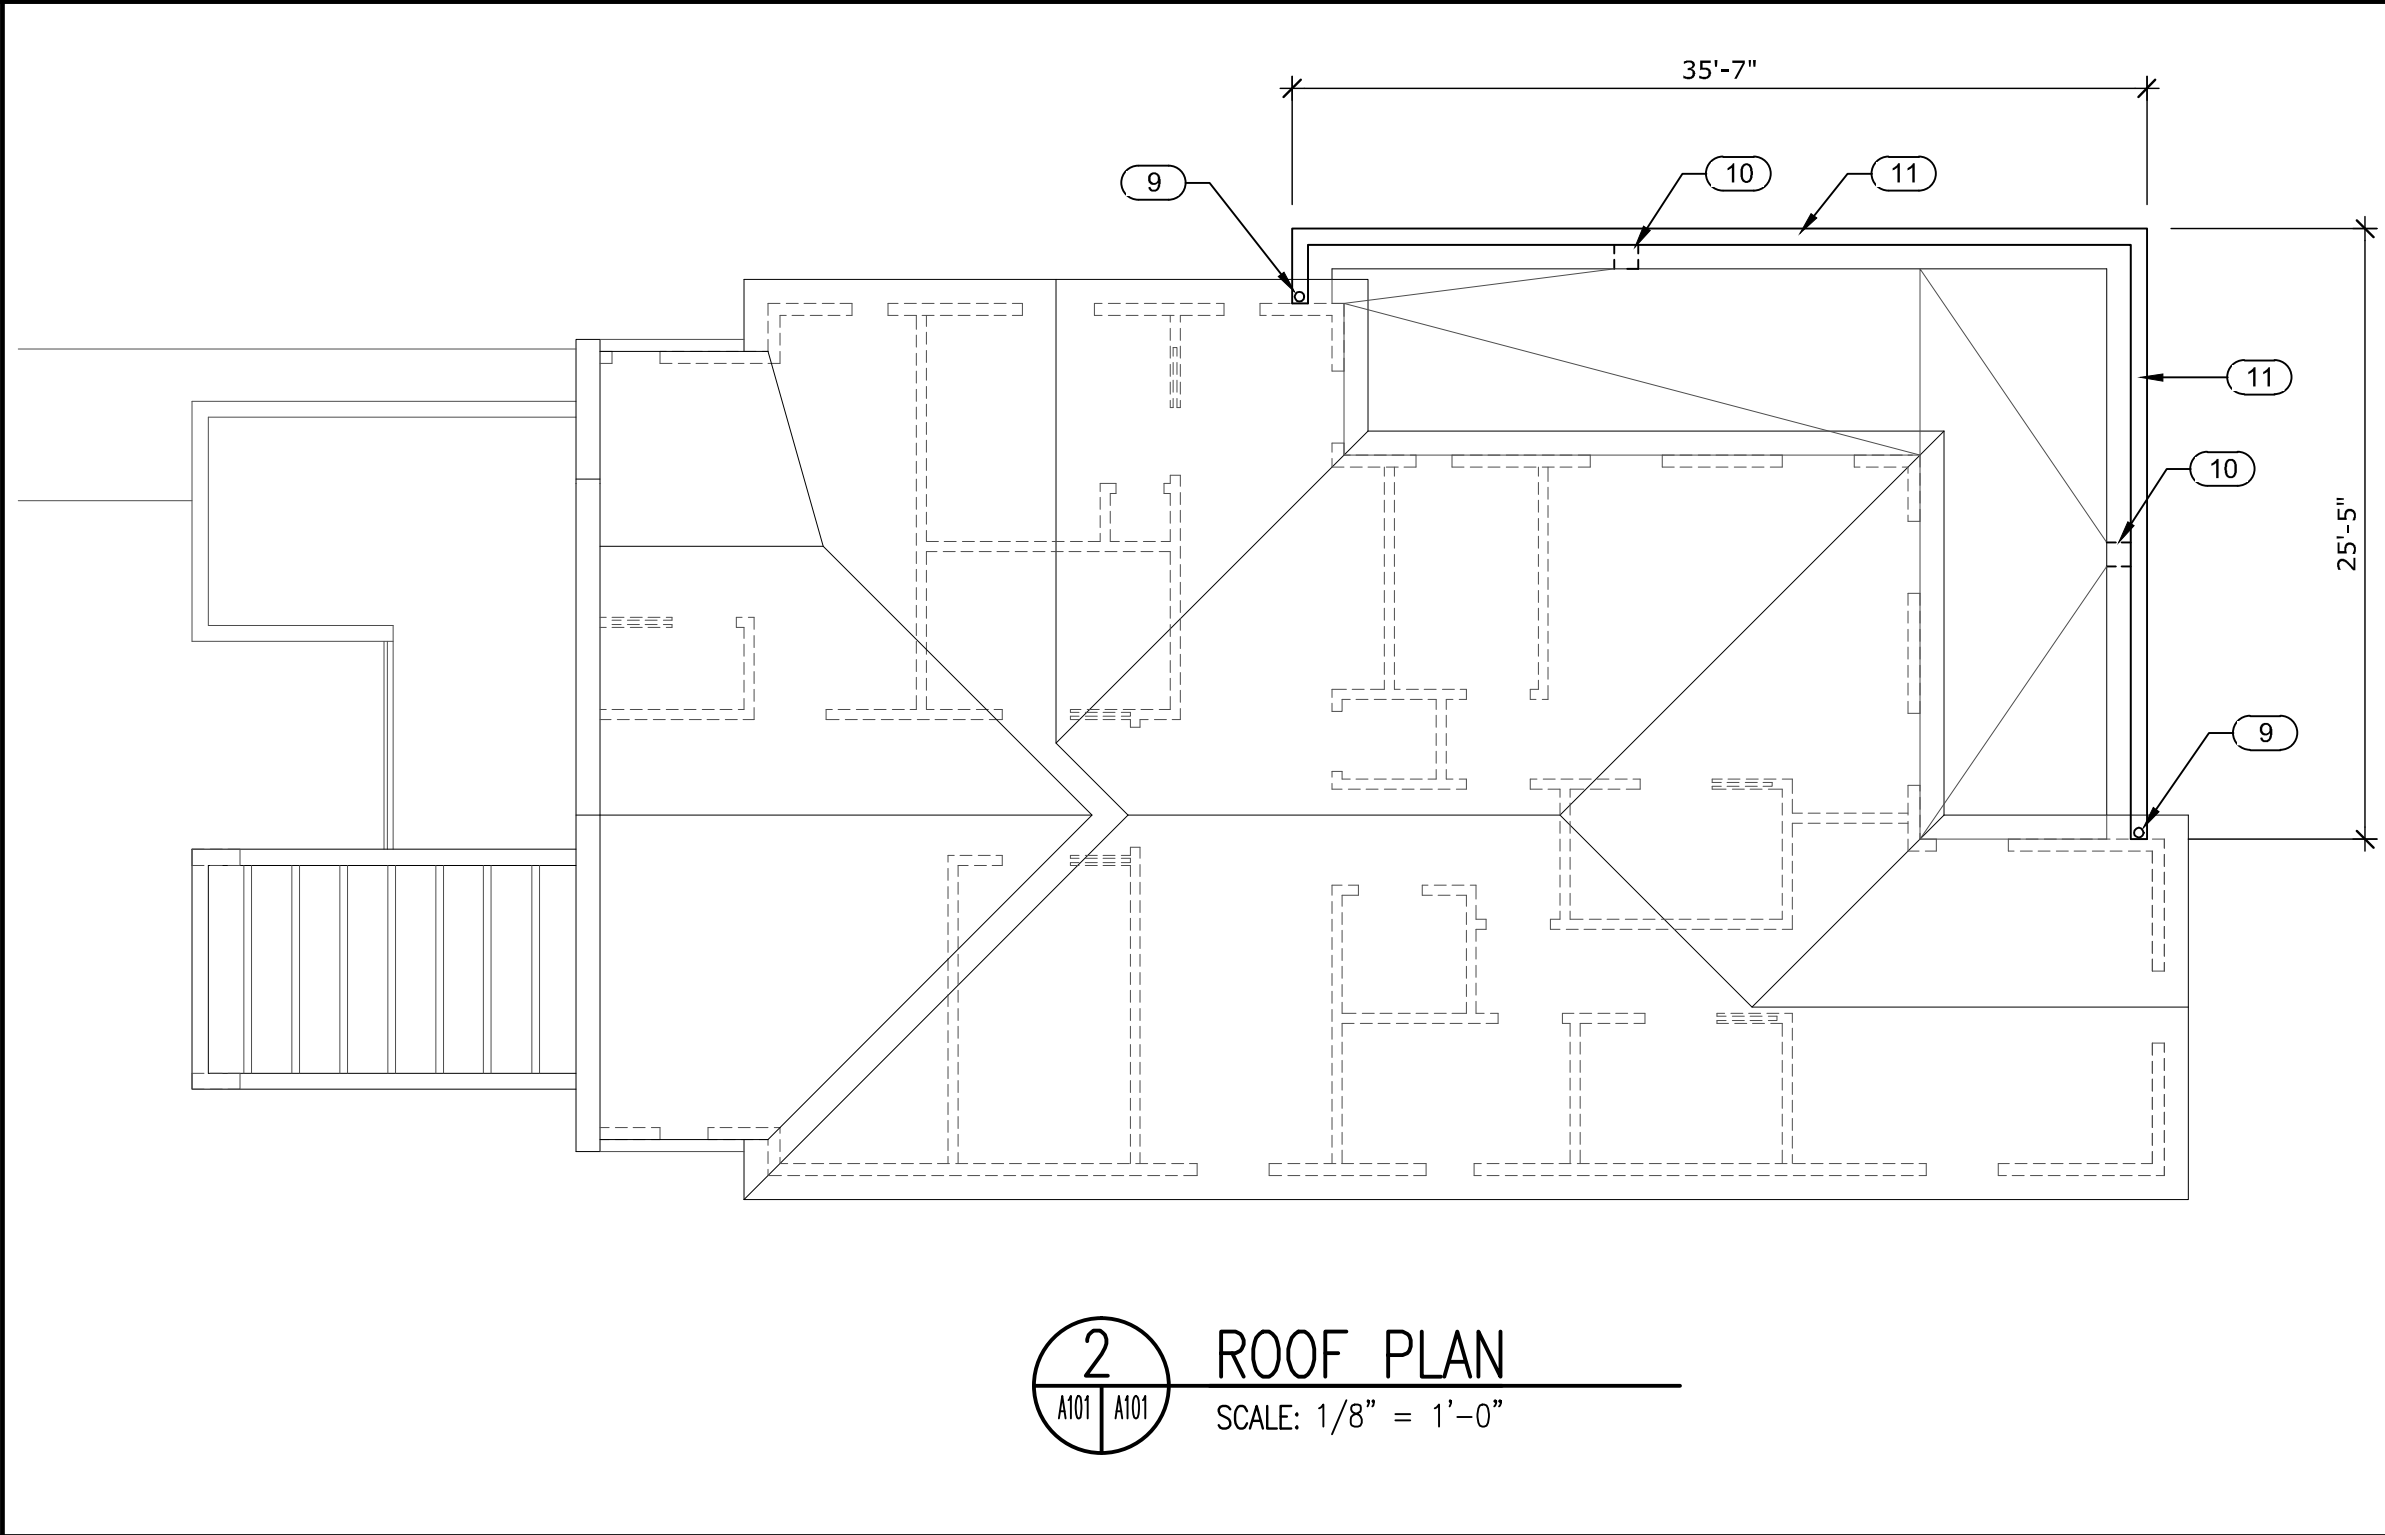 35'-7"
9
10
11
11
10
25'-5"
9
2
A101
A101
ROOF PLAN
SCALE: 1/8” = 1’-0”